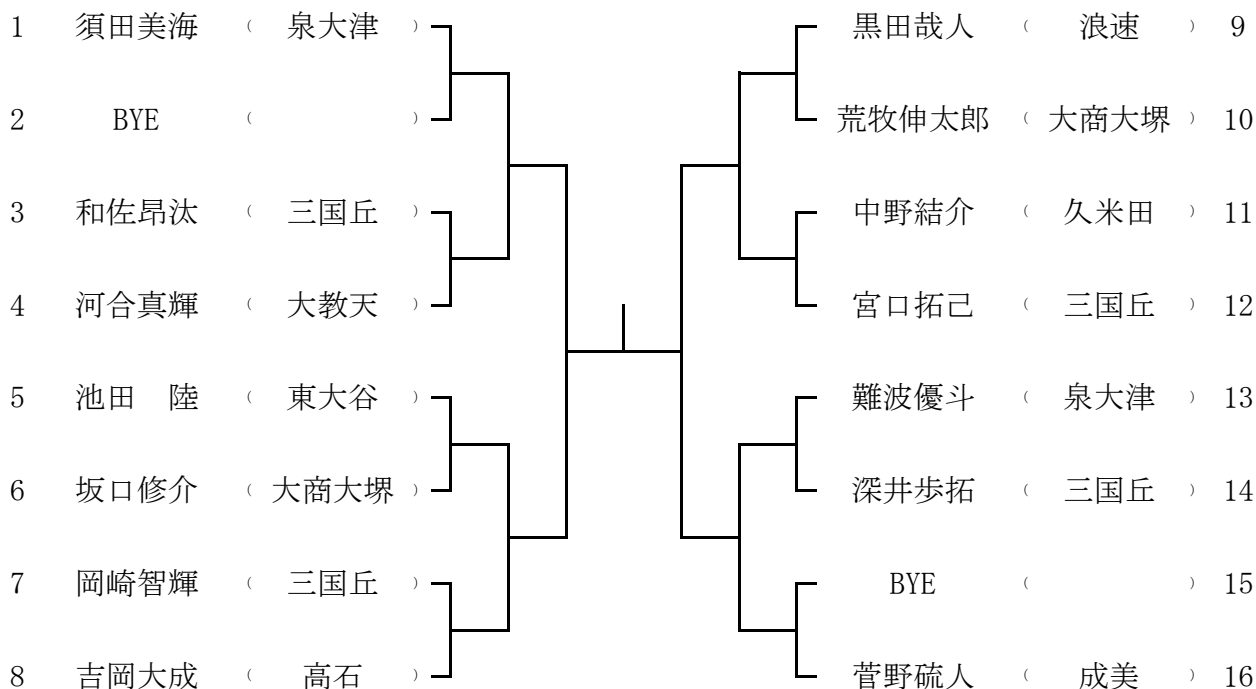 1 須田美海 （ 泉大津 ）
2 BYE （ ）
3 和佐昂汰 （ 三国丘 ）
4 河合真輝 （ 大教天 ）
5 池田　陸 （ 東大谷 ）
6 坂口修介 （ 大商大堺 ）
7 岡崎智輝 （ 三国丘 ）
8 吉岡大成 （ 高石 ）
黒田哉人 （ 浪速 ） 9
荒牧伸太郎 （ 大商大堺 ） 10
中野結介 （ 久米田 ） 11
宮口拓己 （ 三国丘 ） 12
難波優斗 （ 泉大津 ） 13
深井歩拓 （ 三国丘 ） 14
BYE （ ） 15
菅野硫人 （ 成美 ） 16